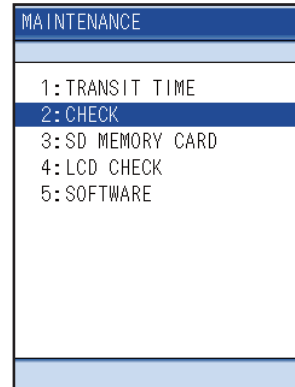 MAINTENANCE
1:TRANSIT TIME
2:CHECK
3:SD MEMORY CARD
4:LCD CHECK
5:SOFTWARE